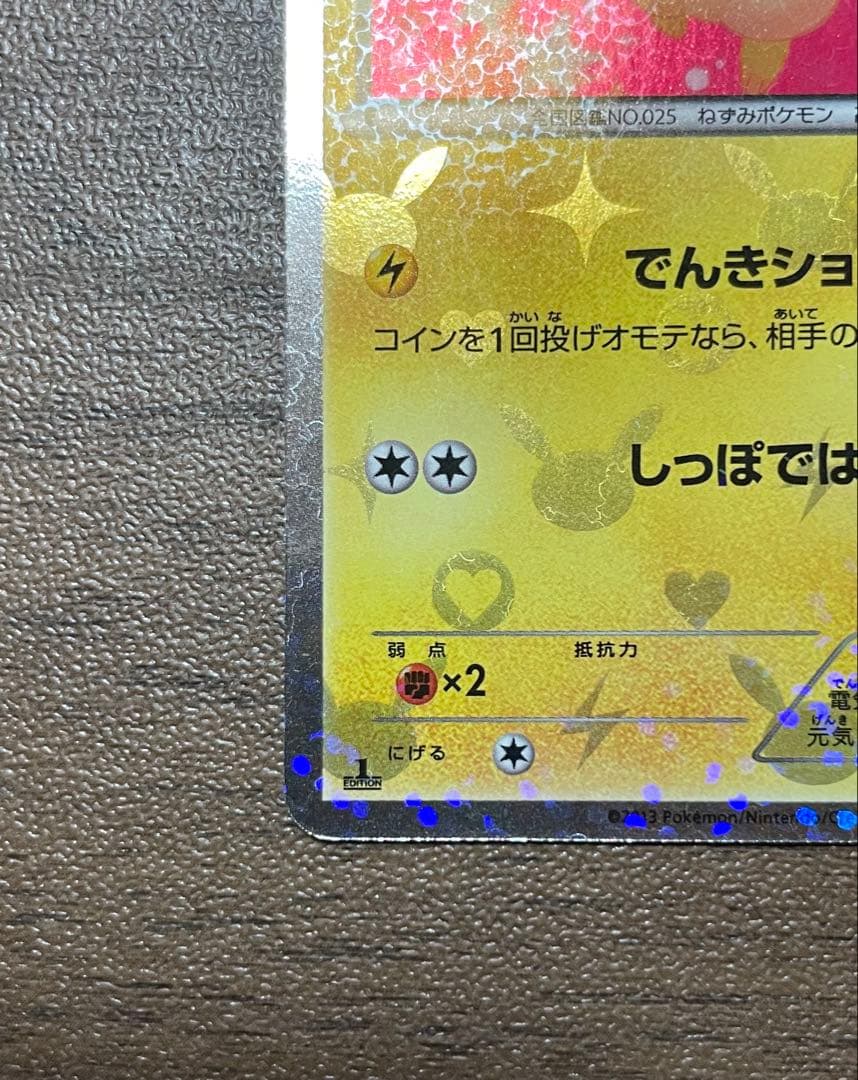 全国図鑑NO.025 ねずみポケモン
でんきショ
かいな あいて
コインを1回投げオモテなら、相手の
しっぽでは
弱点 抵抗力
×2
でん
電
げんき
元気
にげる
1
EDITION
©2013 Pokémon/Nintendo/Cre